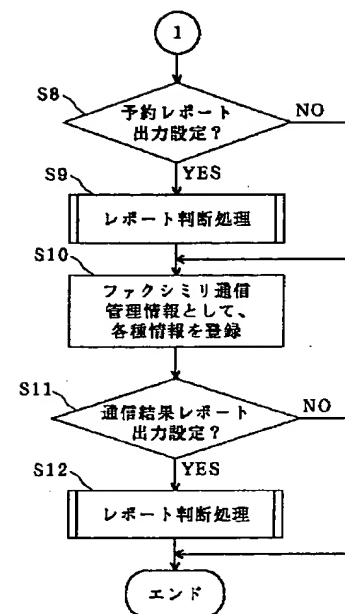 1
S8
予約レポート
出力設定?
NO
YES
S9
レポート判断処理
S10
ファクシミリ通信
管理情報として、
各種情報を登録
S11
通信結果レポート
出力設定?
NO
YES
S12
レポート判断処理
エンド